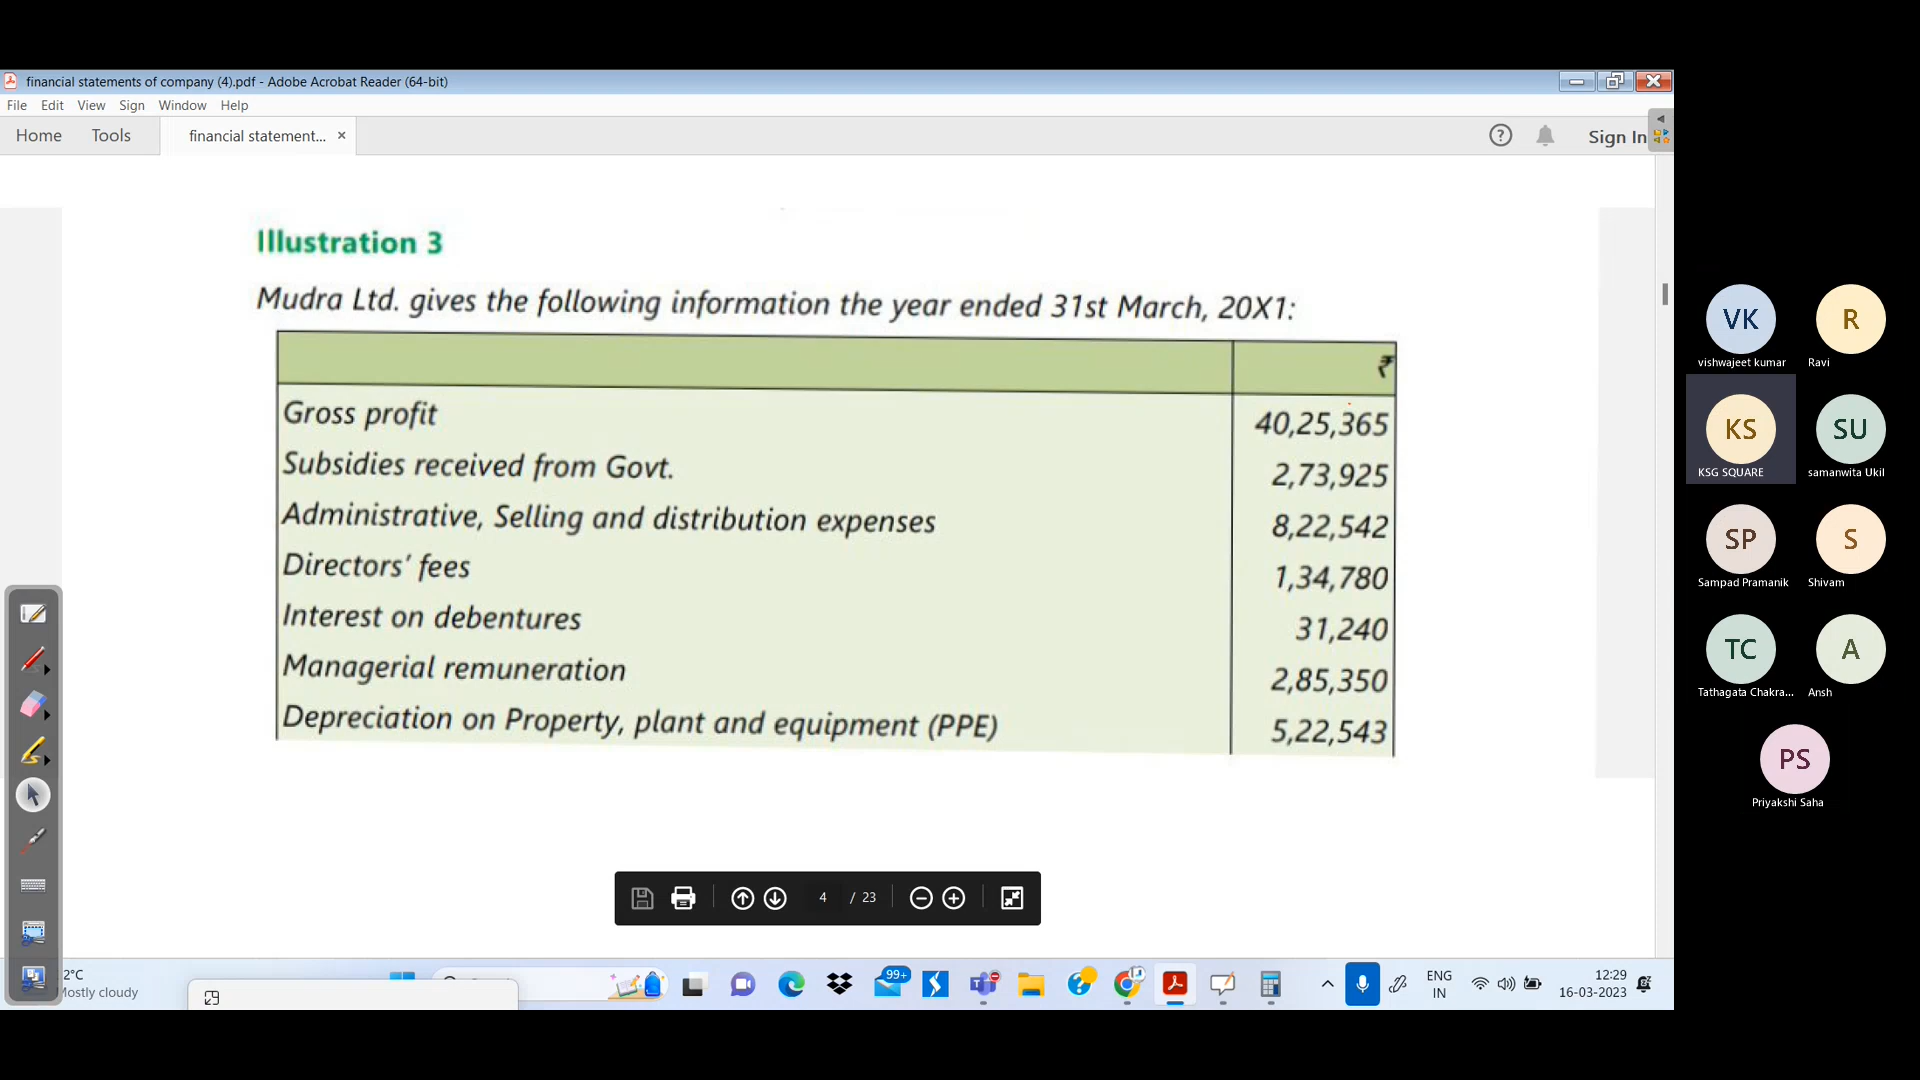 financial statements of company (4).pdf - Adobe Acrobat Reader (64-bit)
File Edit View Sign Window Help
Home Tools financial statement... × Sign In
Illustration 3
Mudra Ltd. gives the following information the year ended 31st March, 20X1:
₹
Gross profit 40,25,365
Subsidies received from Govt. 2,73,925
Administrative, Selling and distribution expenses 8,22,542
Directors' fees 1,34,780
Interest on debentures 31,240
Managerial remuneration 2,85,350
Depreciation on Property, plant and equipment (PPE) 5,22,543
4 / 23
2°C
Mostly cloudy
99+
ENG
IN
12:29
16-03-2023
VK
vishwajeet kumar
R
Ravi
KS
KSG SQUARE
SU
samanwita Ukil
SP
Sampad Pramanik
S
Shivam
TC
Tathagata Chakra...
A
Ansh
PS
Priyakshi Saha